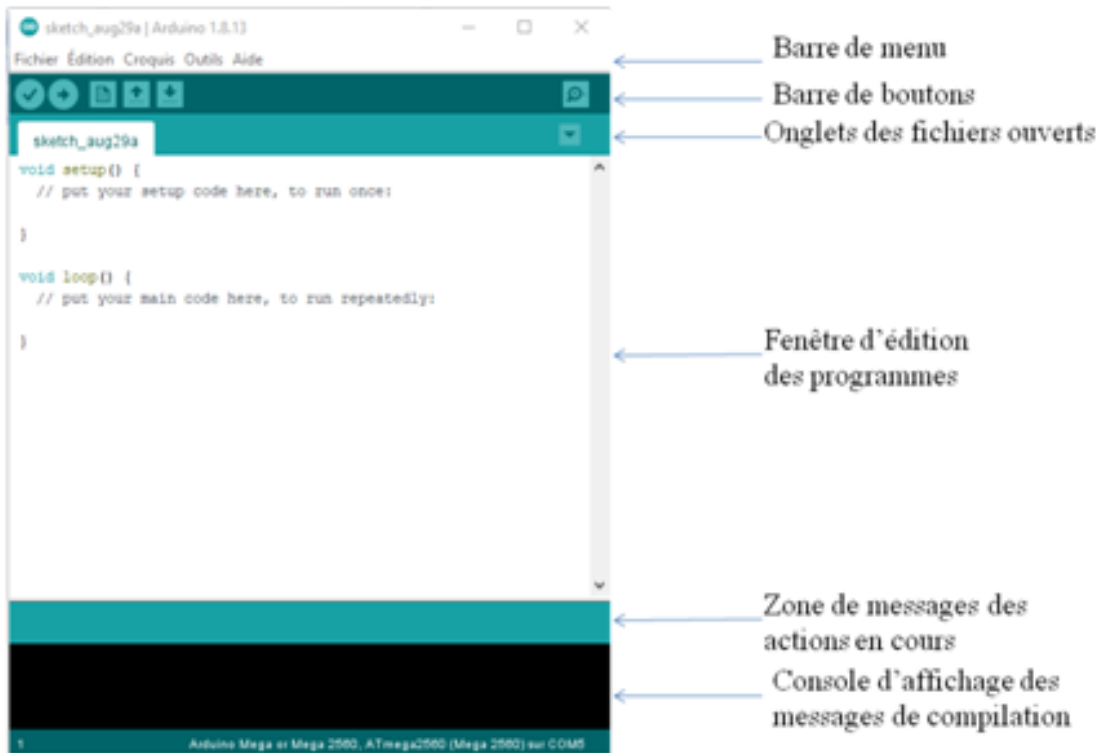 sketch_aug29a | Arduino 1.8.13
Fichier Édition Croquis Outils Aide
Barre de menu
Barre de boutons
Onglets des fichiers ouverts
sketch_aug29a
void setup() {
// put your setup code here, to run once:
}
void loop() {
// put your main code here, to run repeatedly:
}
Fenêtre d’édition
des programmes
Zone de messages des
actions en cours
Console d’affichage des
messages de compilation
1
Arduino Mega or Mega 2560, ATmega2560 (Mega 2560) sur COM5